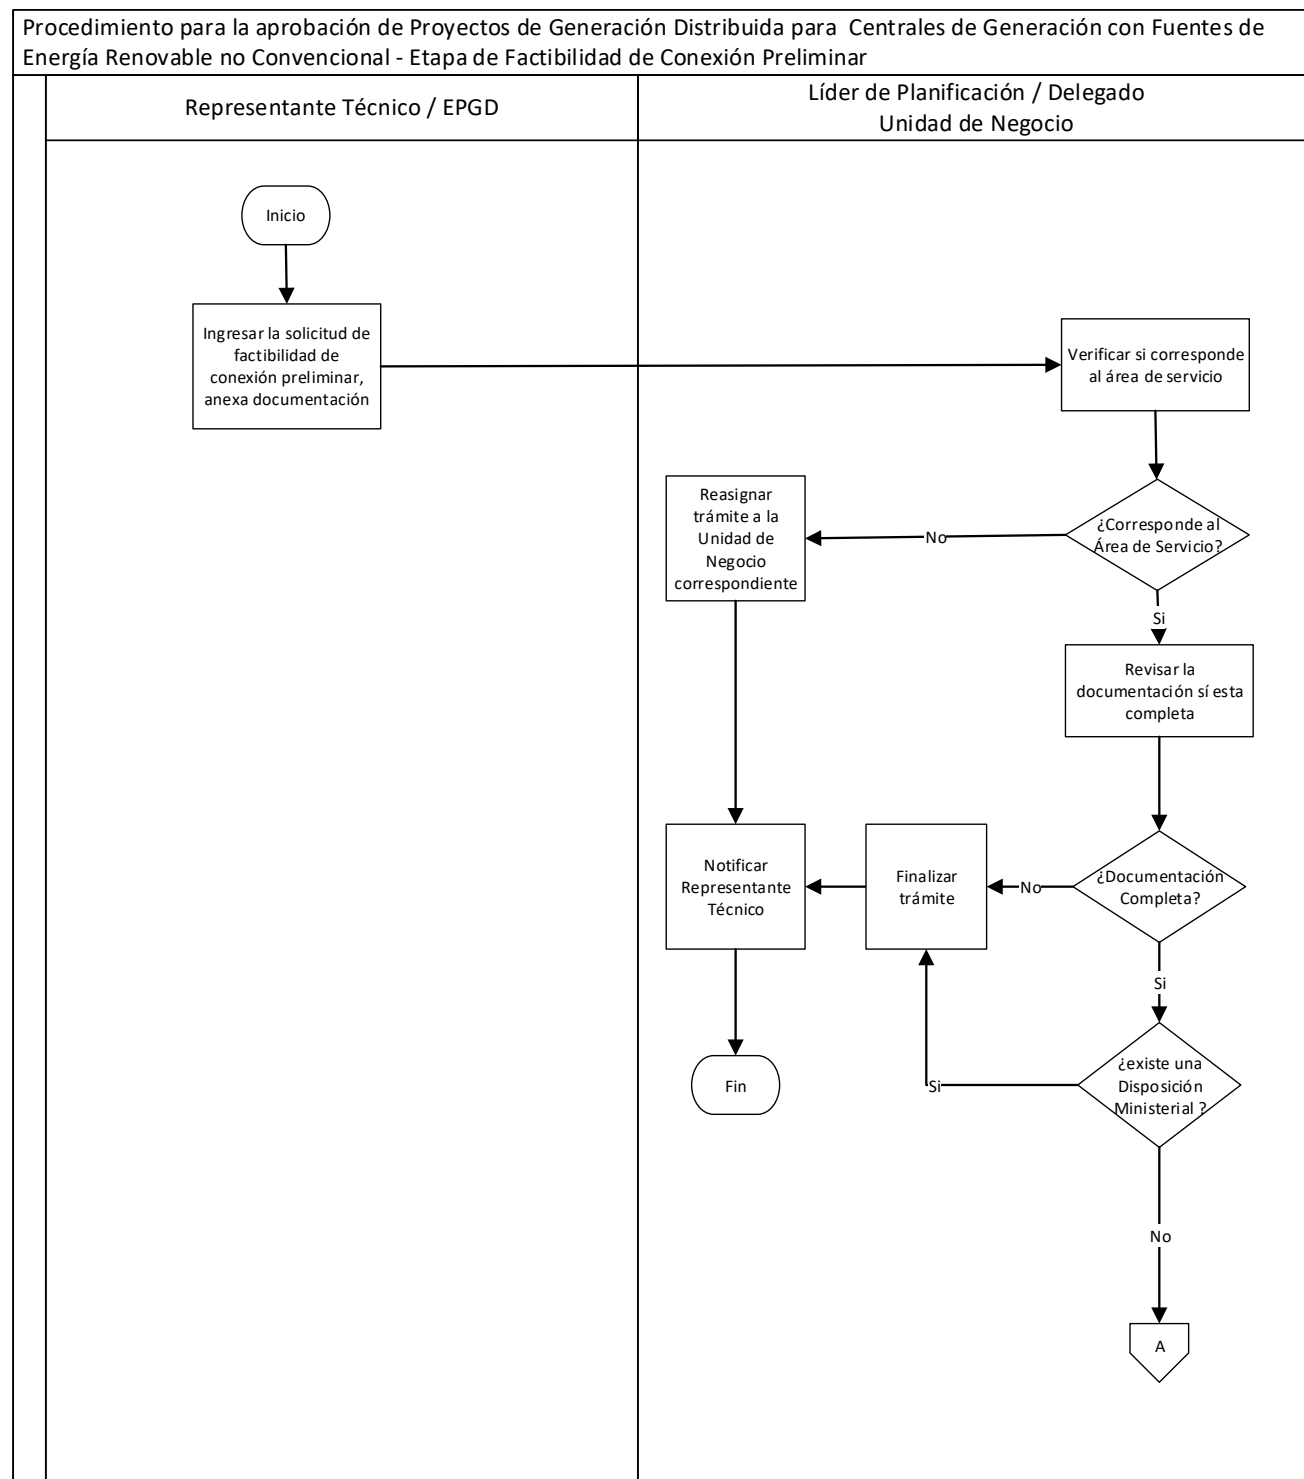 Procedimiento para la aprobación de Proyectos de Generación Distribuida para Centrales de Generación con Fuentes de
Energía Renovable no Convencional - Etapa de Factibilidad de Conexión Preliminar
Representante Técnico / EPGD
Líder de Planificación / Delegado
Unidad de Negocio
Inicio
Ingresar la solicitud de
factibilidad de
conexión preliminar,
anexa documentación
Verificar si corresponde
al área de servicio
Reasignar
trámite a la
Unidad de
Negocio
correspondiente
No
¿Corresponde al
Área de Servicio?
Si
Revisar la
documentación sí esta
completa
Notificar
Representante
Técnico
Finalizar
trámite
No
¿Documentación
Completa?
Si
Fin
Si
¿existe una
Disposición
Ministerial ?
No
A